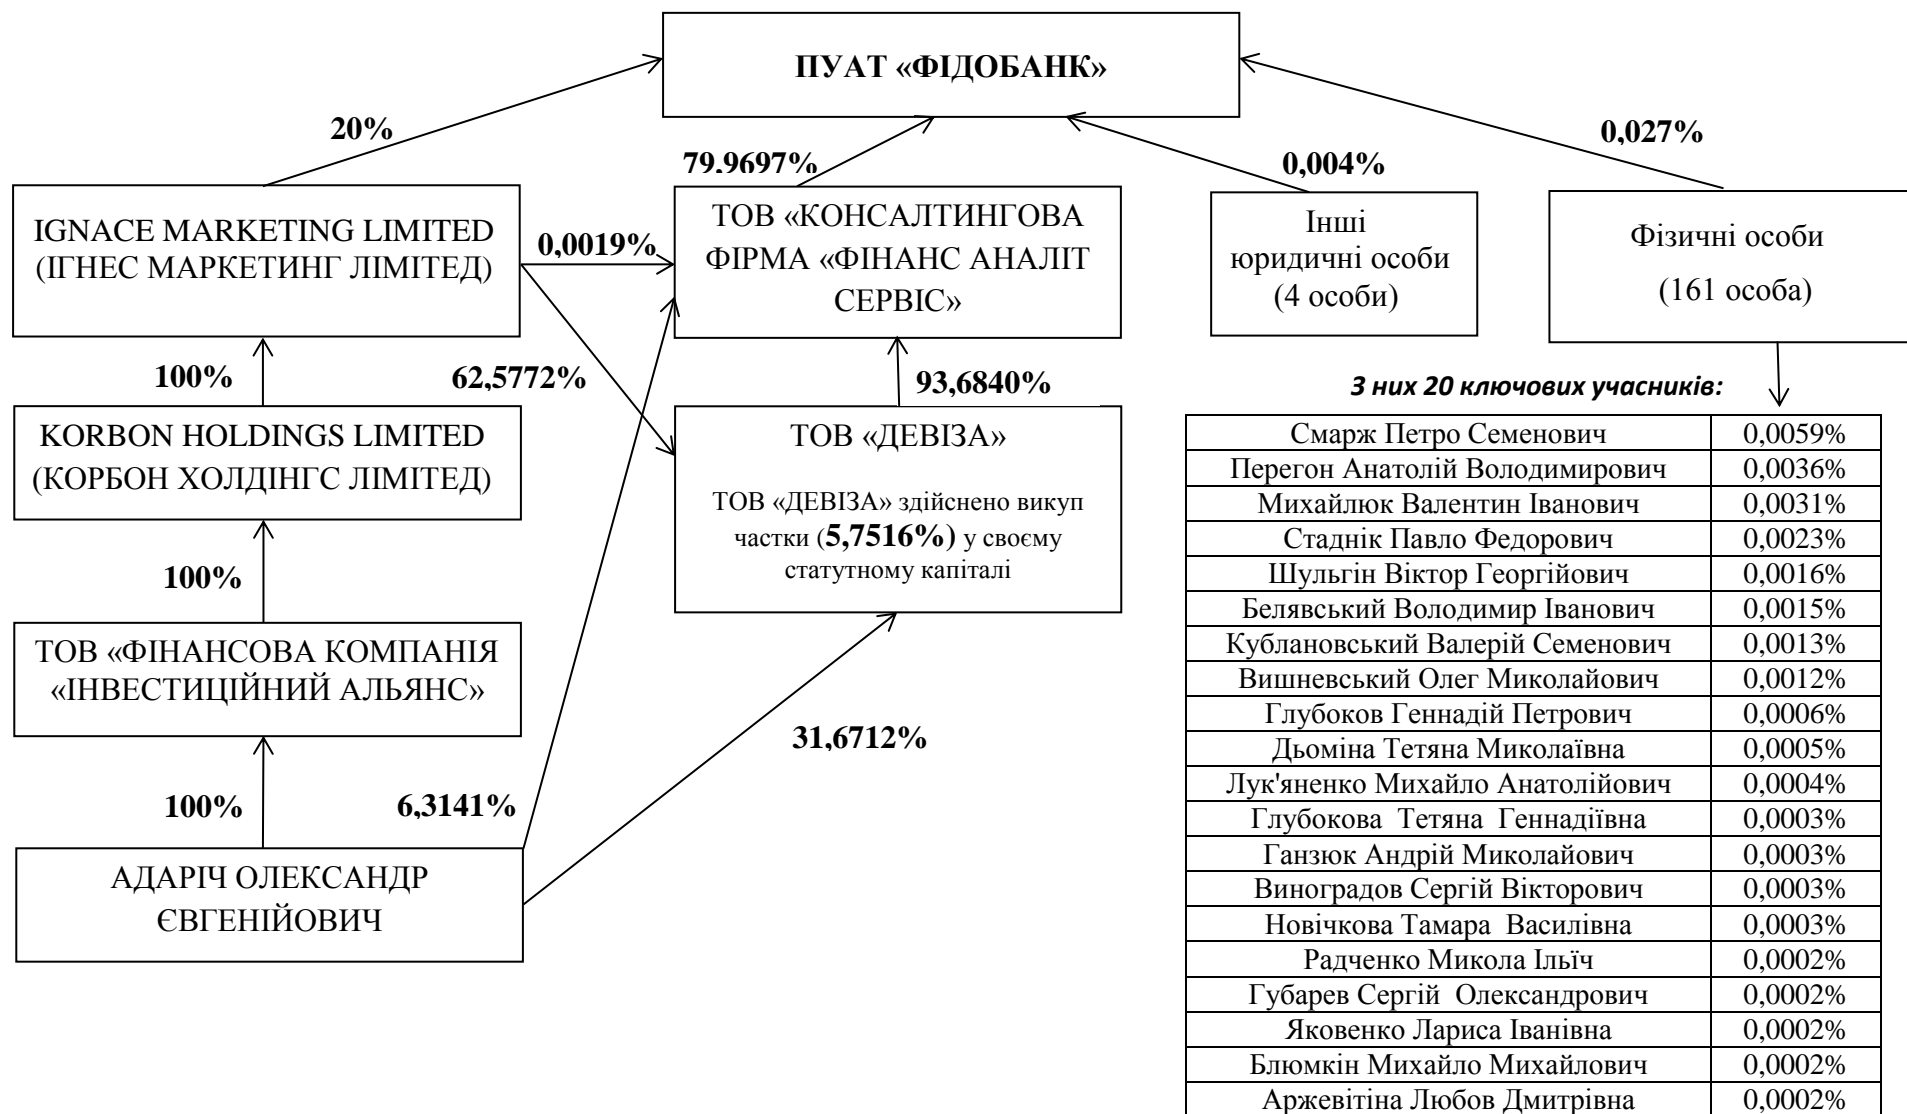 ПУАТ «ФІДОБАНК»
20%
79,9697%
0,004%
0,027%
IGNACE MARKETING LIMITED
(ІГНЕС МАРКЕТИНГ ЛІМІТЕД)
0,0019%
ТОВ «КОНСАЛТИНГОВА
ФІРМА «ФІНАНС АНАЛІТ
СЕРВІС»
Інші
юридичні особи
(4 особи)
Фізичні особи
(161 особа)
100%
62,5772%
93,6840%
З них 20 ключових учасників:
KORBON HOLDINGS LIMITED
(КОРБОН ХОЛДІНГС ЛІМІТЕД)
ТОВ «ДЕВІЗА»
ТОВ «ДЕВІЗА» здійснено викуп
частки (5,7516%) у своєму
статутному капіталі
100%
ТОВ «ФІНАНСОВА КОМПАНІЯ
«ІНВЕСТИЦІЙНИЙ АЛЬЯНС»
31,6712%
100%
6,3141%
АДАРІЧ ОЛЕКСАНДР
ЄВГЕНІЙОВИЧ
Смарж Петро Семенович 0,0059%
Перегон Анатолій Володимирович 0,0036%
Михайлюк Валентин Іванович 0,0031%
Стаднік Павло Федорович 0,0023%
Шульгін Віктор Георгійович 0,0016%
Белявський Володимир Іванович 0,0015%
Кублановський Валерій Семенович 0,0013%
Вишневський Олег Миколайович 0,0012%
Глубоков Геннадій Петрович 0,0006%
Дьоміна Тетяна Миколаївна 0,0005%
Лук'яненко Михайло Анатолійович 0,0004%
Глубокова Тетяна Геннадіївна 0,0003%
Ганзюк Андрій Миколайович 0,0003%
Виноградов Сергій Вікторович 0,0003%
Новічкова Тамара Василівна 0,0003%
Радченко Микола Ільїч 0,0002%
Губарев Сергій Олександрович 0,0002%
Яковенко Лариса Іванівна 0,0002%
Блюмкін Михайло Михайлович 0,0002%
Аржевітіна Любов Дмитрівна 0,0002%